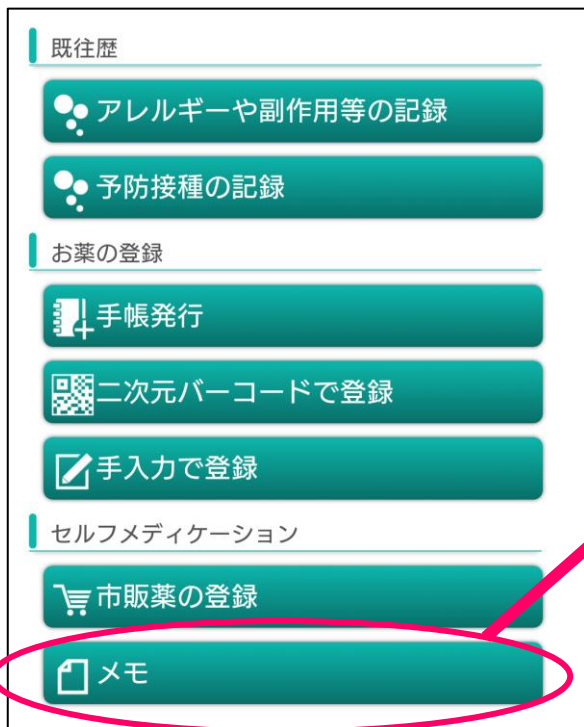 既往歴
アレルギーや副作用等の記録
予防接種の記録
お薬の登録
手帳発行
二次元バーコードで登録
手入力で登録
セルフメディケーション
市販薬の登録
メモ